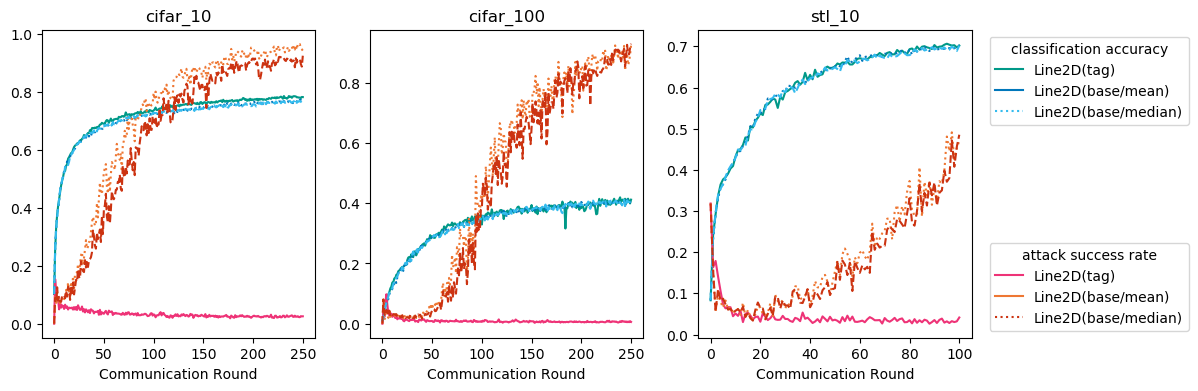 cifar_10
1.0
0.8
0.6
0.4
0.2
0.0
0
50
100
150
200
250
Communication Round
cifar_100
0.8
0.6
0.4
0.2
0.0
0
50
100
150
200
250
Communication Round
stl_10
0.7
0.6
0.5
0.4
0.3
0.2
0.1
0.0
0
20
40
60
80
100
Communication Round
classification accuracy
Line2D(tag)
Line2D(base/mean)
Line2D(base/median)
attack success rate
Line2D(tag)
Line2D(base/mean)
Line2D(base/median)